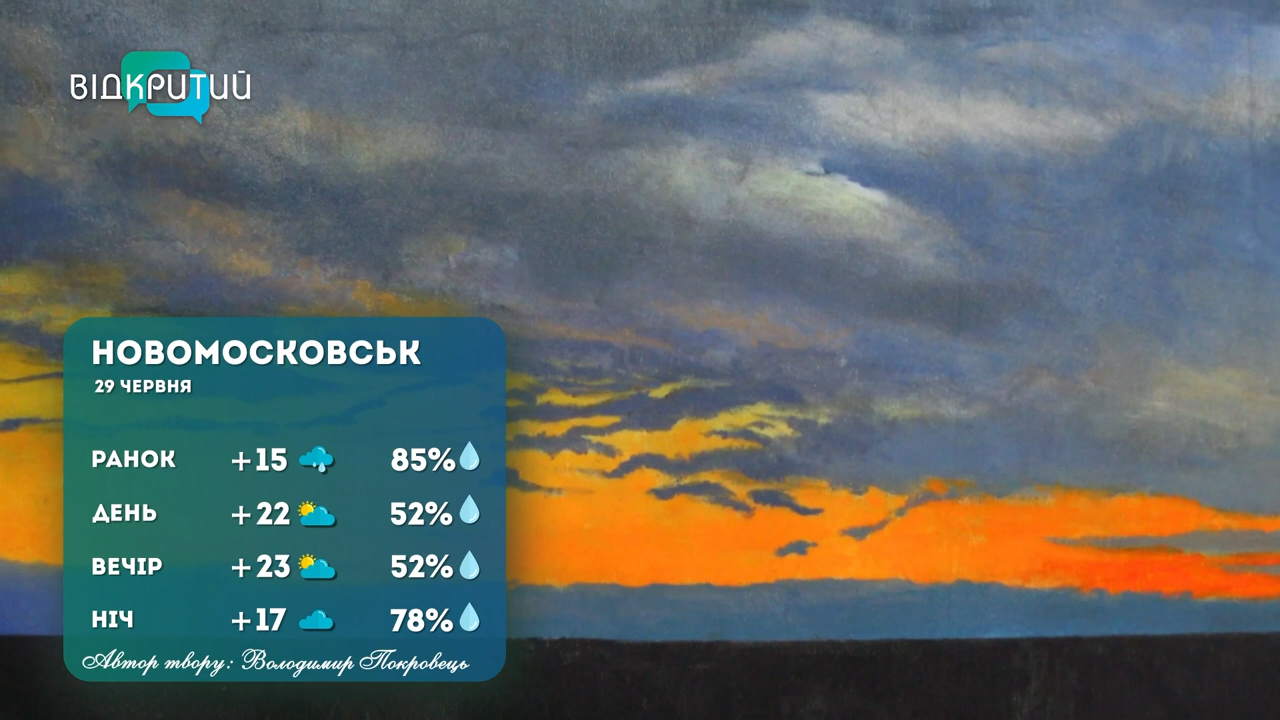 ВІДКРИТИЙ
НОВОМОСКОВСЬК
29 ЧЕРВНЯ
РАНОК +15 85%
ДЕНЬ +22 52%
ВЕЧІР +23 52%
НІЧ +17 78%
Автор твору: Володимир Покровець